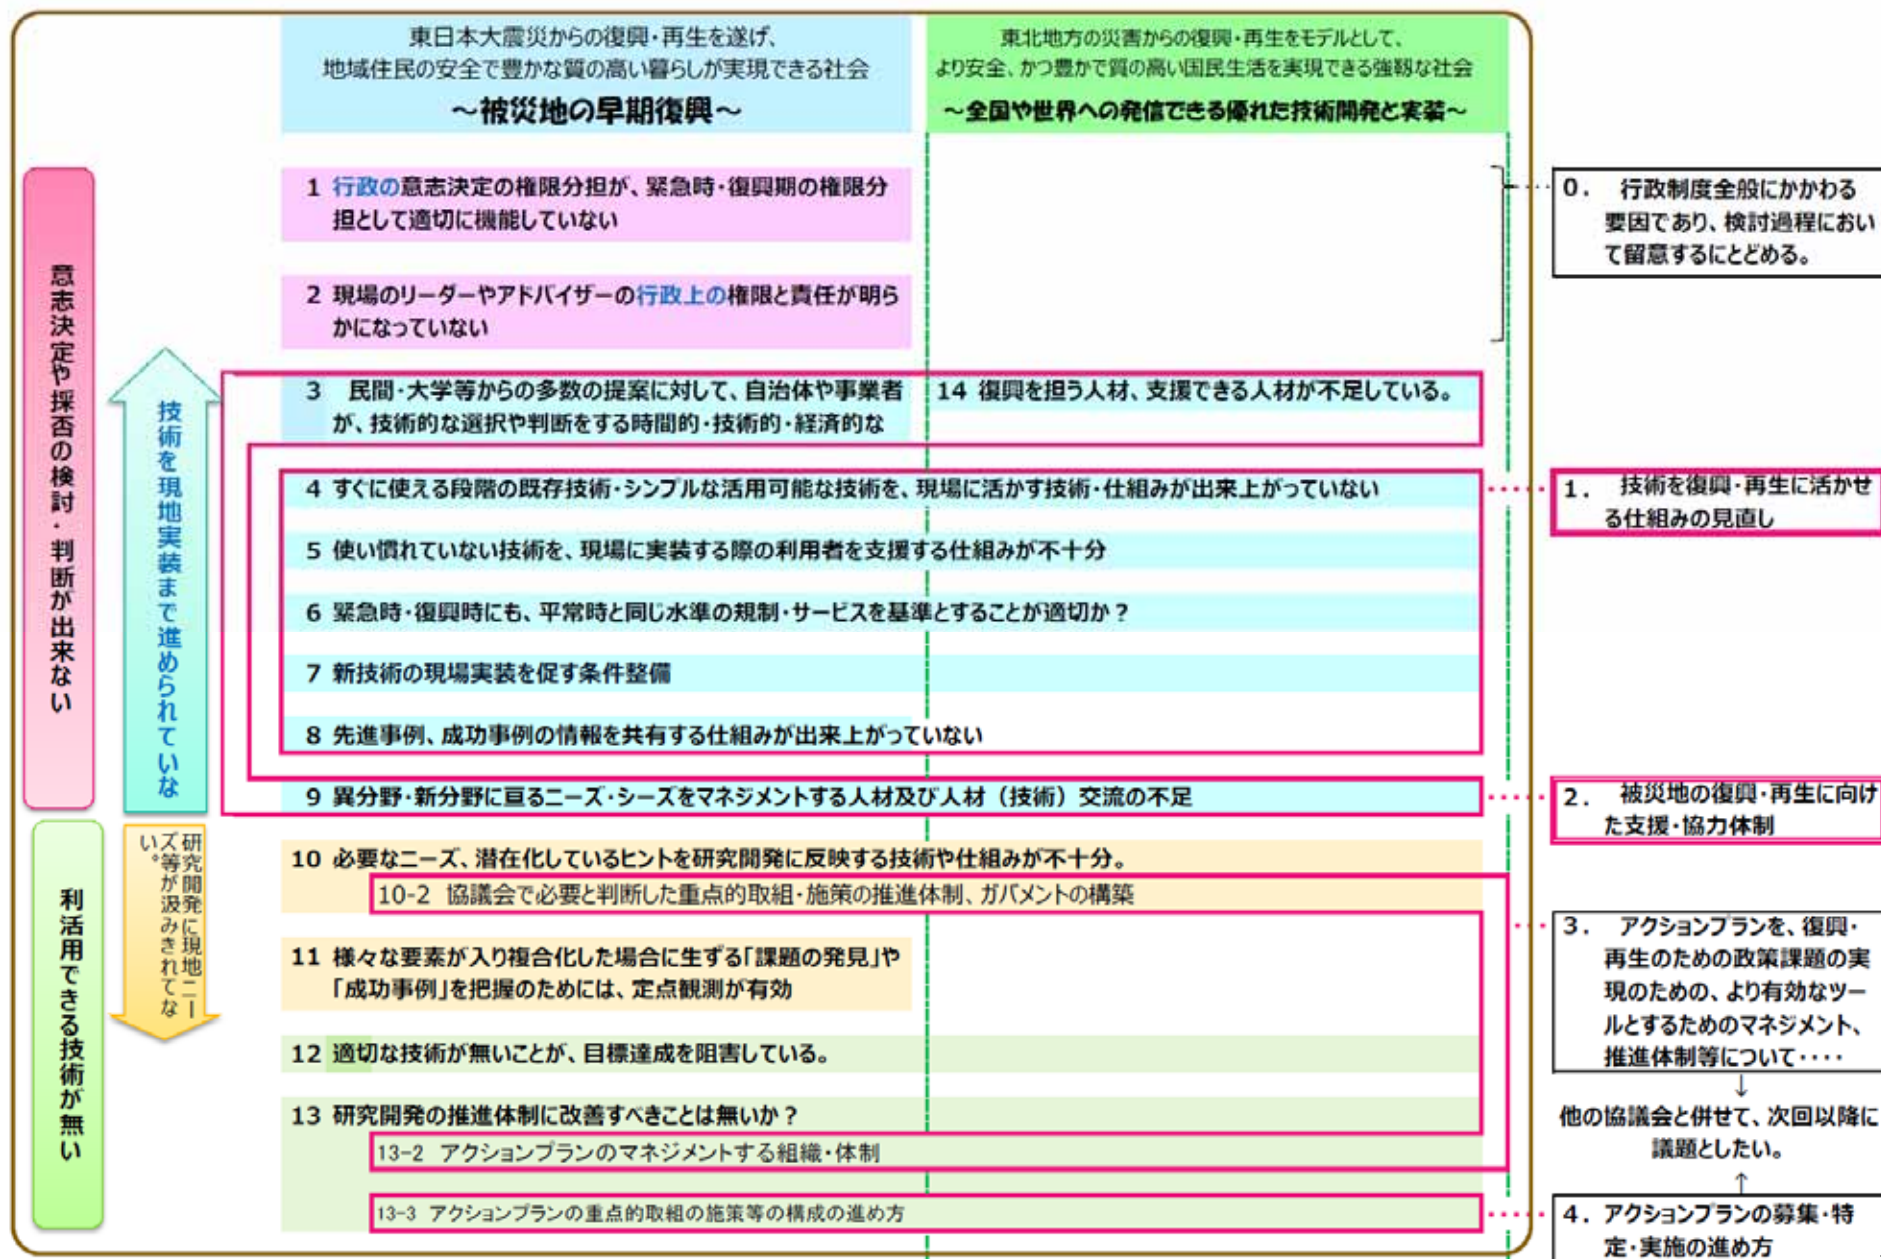 東日本大震災からの復興・再生を遂げ、
地域住民の安全で豊かな質の高い暮らしが実現できる社会
～被災地の早期復興～
東北地方の災害からの復興・再生をモデルとして、
より安全、かつ豊かで質の高い国民生活を実現できる強靱な社会
～全国や世界への発信できる優れた技術開発と実装～
意志決定や採否の検討・判断が出来ない
技術を現地実装まで進められていな
1 行政の意志決定の権限分担が、緊急時・復興期の権限分
担として適切に機能していない
2 現場のリーダーやアドバイザーの行政上の権限と責任が明ら
かになっていない
3 民間・大学等からの多数の提案に対して、自治体や事業者
が、技術的な選択や判断をする時間的・技術的・経済的な
14 復興を担う人材、支援できる人材が不足している。
4 すぐに使える段階の既存技術・シンプルな活用可能な技術を、現場に活かす技術・仕組みが出来上がっていない
5 使い慣れていない技術を、現場に実装する際の利用者を支援する仕組みが不十分
6 緊急時・復興時にも、平常時と同じ水準の規制・サービスを基準とすることが適切か？
7 新技術の現場実装を促す条件整備
8 先進事例、成功事例の情報を共有する仕組みが出来上がっていない
9 異分野・新分野に亘るニーズ・シーズをマネジメントする人材及び人材（技術）交流の不足
利活用できる技術が無い
研究開発に現地ニー
ズ等が汲みきれてな
い。
10 必要なニーズ、潜在化しているヒントを研究開発に反映する技術や仕組みが不十分。
10-2 協議会で必要と判断した重点的取組・施策の推進体制、ガバメントの構築
11 様々な要素が入り複合化した場合に生ずる「課題の発見」や
「成功事例」を把握のためには、定点観測が有効
12 適切な技術が無いことが、目標達成を阻害している。
13 研究開発の推進体制に改善すべきことは無いか？
13-2 アクションプランのマネジメントする組織・体制
13-3 アクションプランの重点的取組の施策等の構成の進め方
0. 行政制度全般にかかわる
要因であり、検討過程におい
て留意するにとどめる。
1. 技術を復興・再生に活かせ
る仕組みの見直し
2. 被災地の復興・再生に向け
た支援・協力体制
3. アクションプランを、復興・
再生のための政策課題の実
現のための、より有効なツー
ルとするためのマネジメント、
推進体制等について････
↓
他の協議会と併せて、次回以降に
議題としたい。
↑
4. アクションプランの募集・特
定・実施の進め方